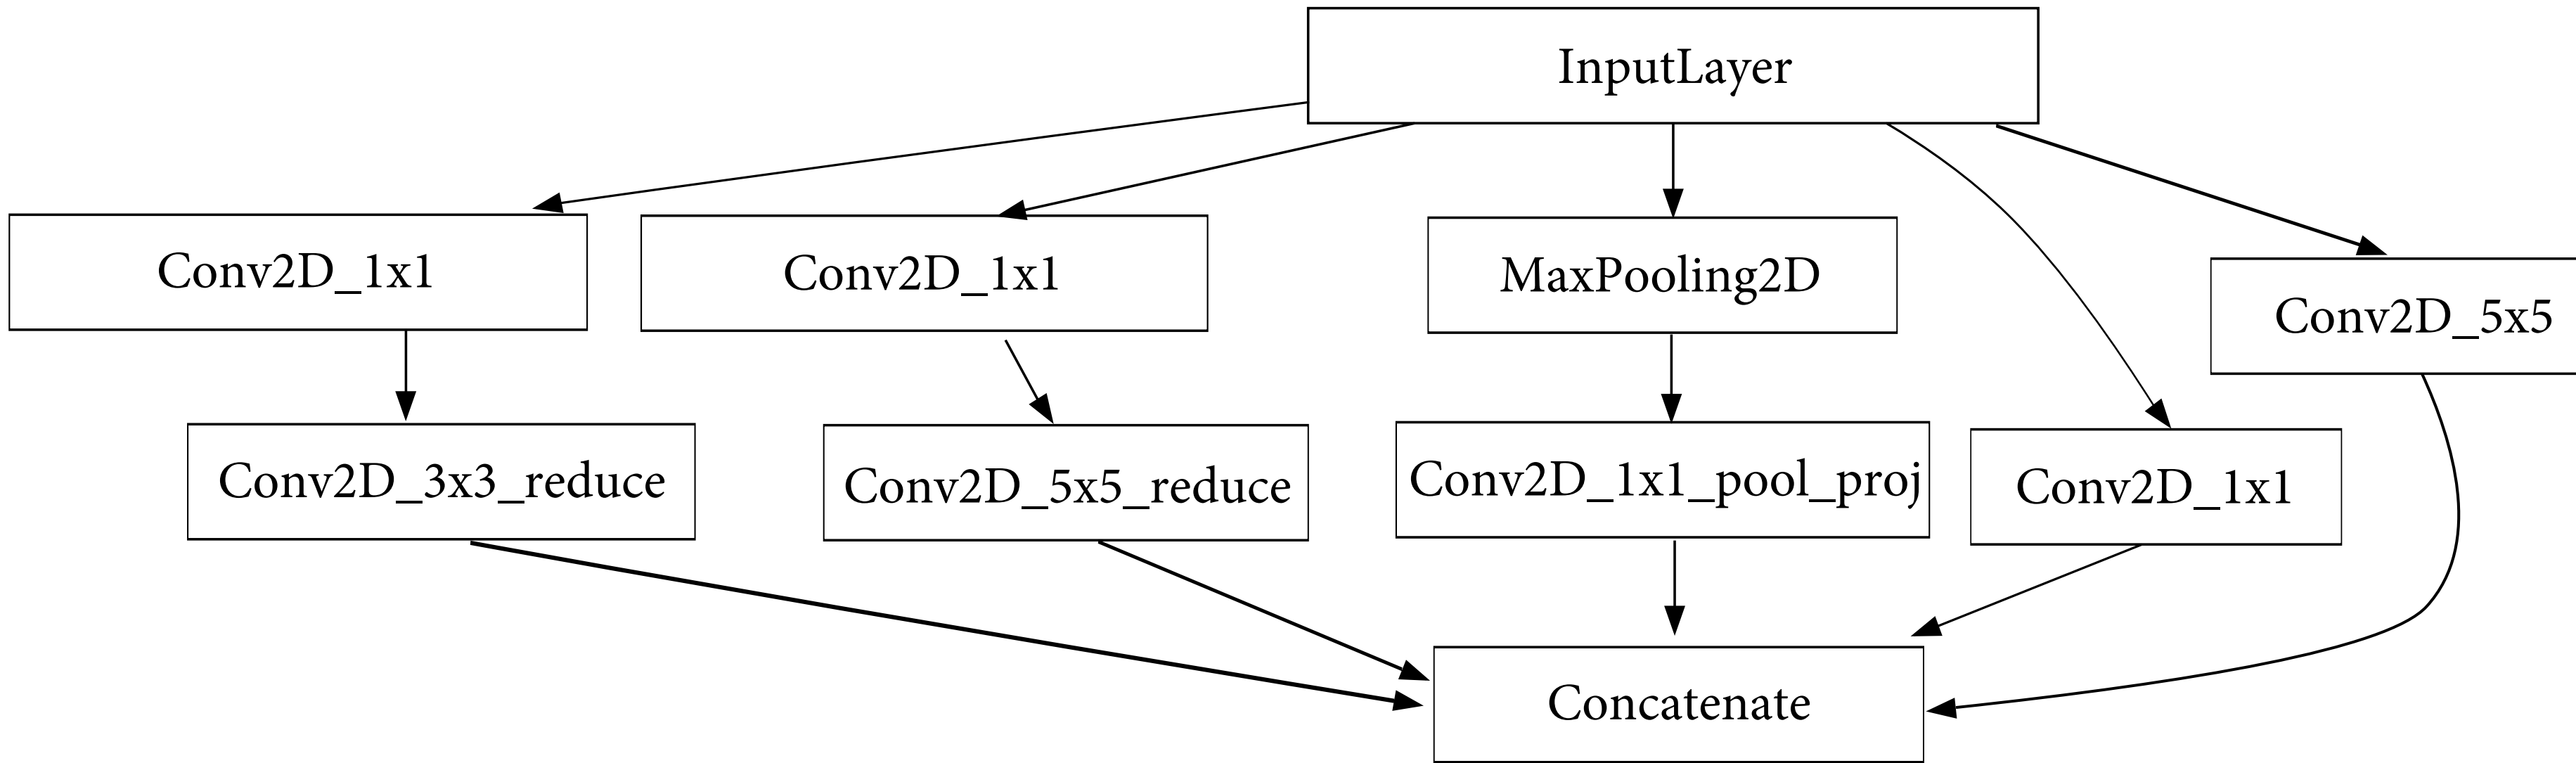 InputLayer
Conv2D_1x1
Conv2D_1x1
MaxPooling2D
Conv2D_5x5
Conv2D_3x3_reduce
Conv2D_5x5_reduce
Conv2D_1x1_pool_proj
Conv2D_1x1
Concatenate